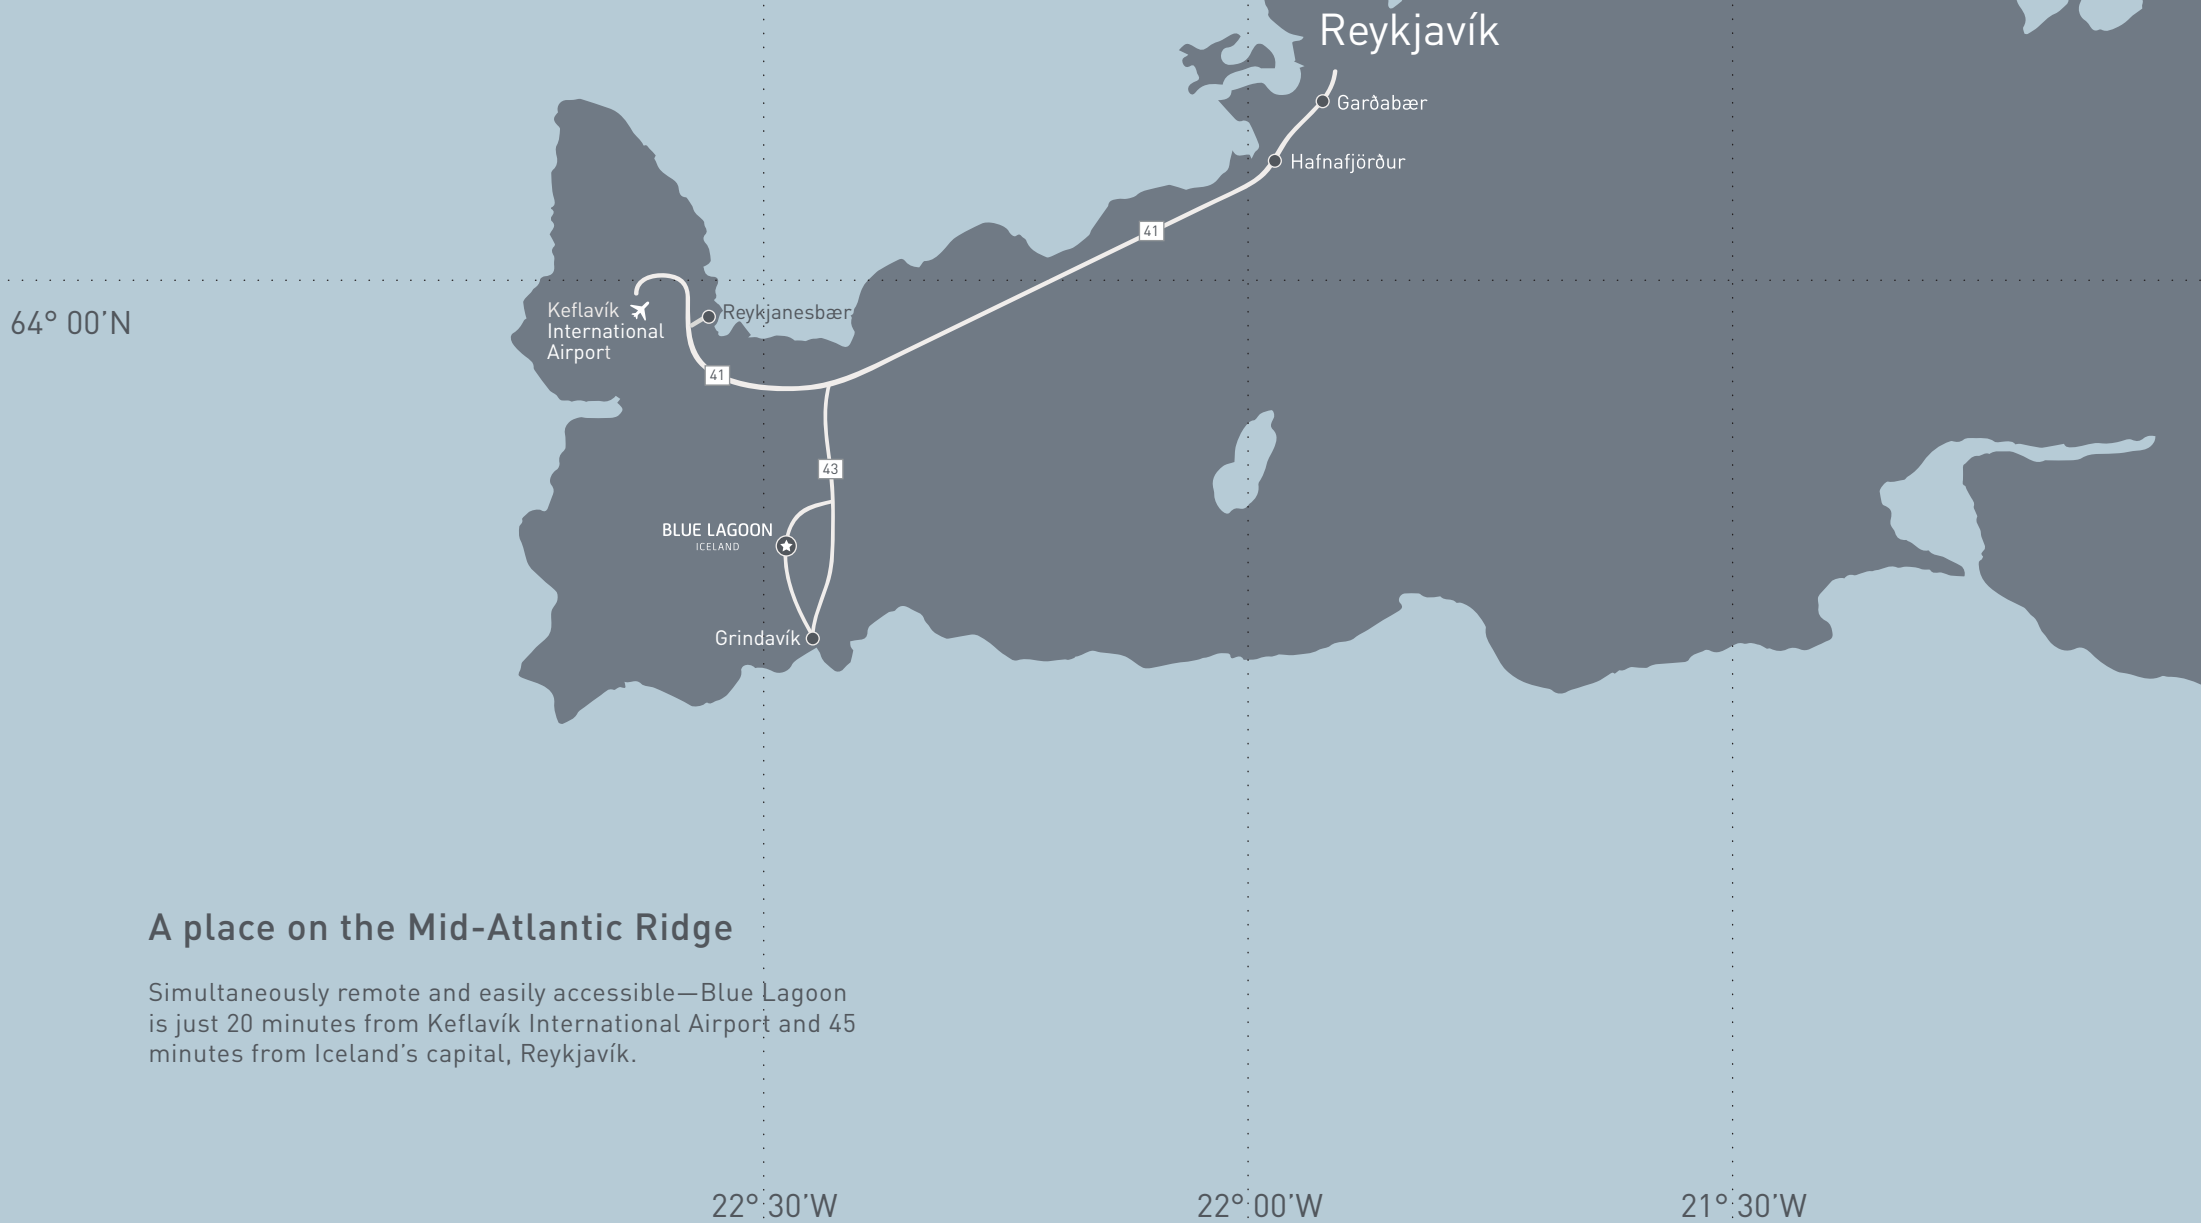 Reykjavík
Garðabær
Hafnafjörður
41
64° 00’N
Keflavík
International
Airport
Reykjanesbær
41
43
BLUE LAGOON
ICELAND
Grindavík
A place on the Mid-Atlantic Ridge
Simultaneously remote and easily accessible—Blue Lagoon
is just 20 minutes from Keflavík International Airport and 45
minutes from Iceland’s capital, Reykjavík.
22° 30’W
22° 00’W
21° 30’W